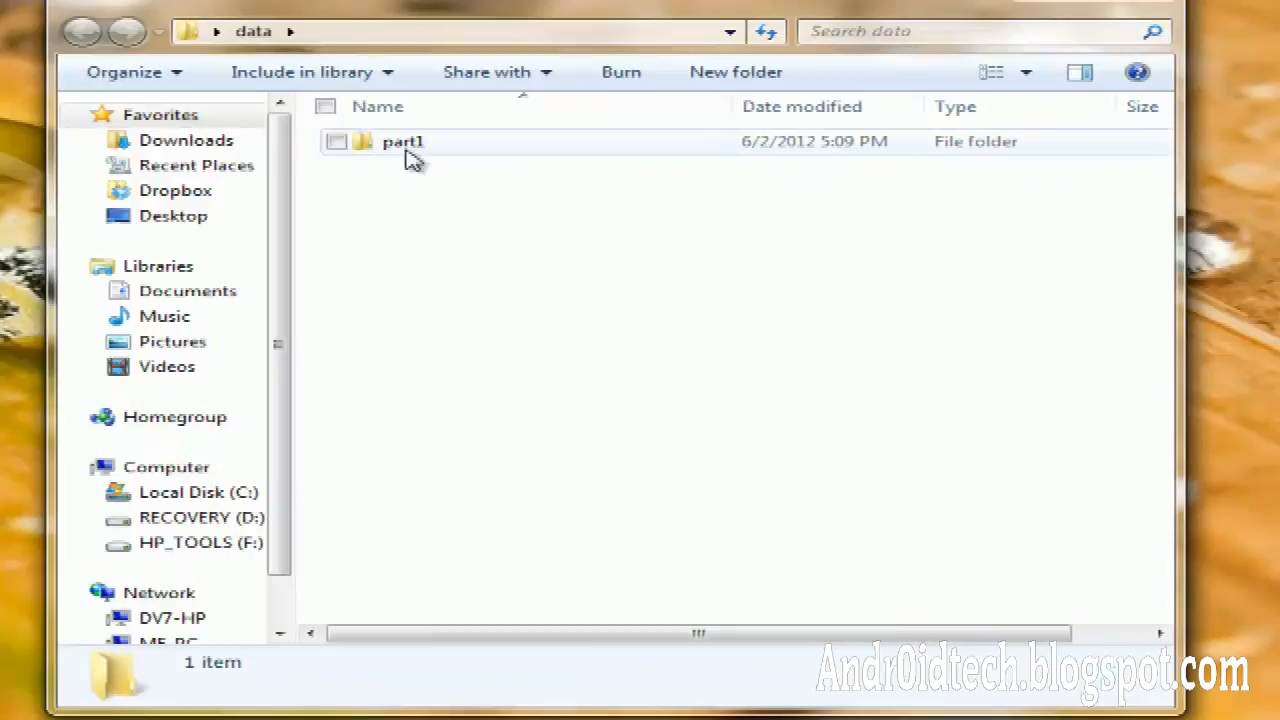 data
Search data
Organize
Include in library
Share with
Burn
New folder
Name
Date modified
Type
Size
part1
6/2/2012 5:09 PM
File folder
Favorites
Downloads
Recent Places
Dropbox
Desktop
Libraries
Documents
Music
Pictures
Videos
Homegroup
Computer
Local Disk (C:)
RECOVERY (D:)
HP_TOOLS (F:)
Network
DV7-HP
1 item
Andr0idtech.blogspot.com